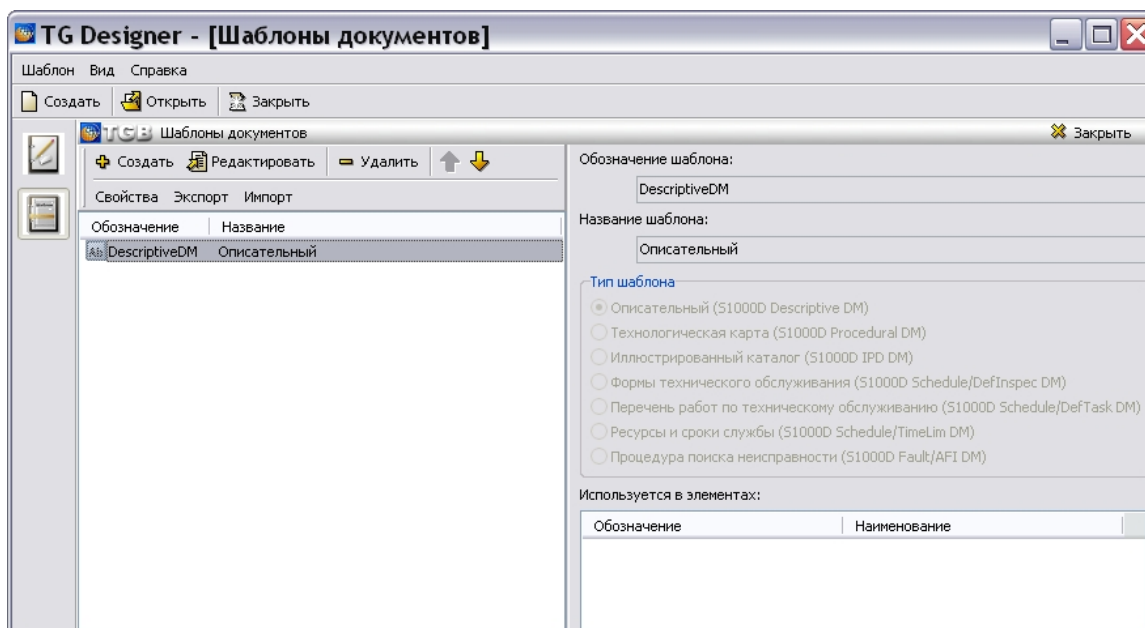 TG Designer - [Шаблоны документов]
Шаблон Вид Справка
Создать Открыть Закрыть
TGB Шаблоны документов Закрыть
Создать Редактировать Удалить
Свойства Экспорт Импорт
Обозначение Название
Ab DescriptiveDM Описательный
Обозначение шаблона:
DescriptiveDM
Название шаблона:
Описательный
Тип шаблона
Описательный (S1000D Descriptive DM)
Технологическая карта (S1000D Procedural DM)
Иллюстрированный каталог (S1000D IPD DM)
Формы технического обслуживания (S1000D Schedule/DefInspec DM)
Перечень работ по техническому обслуживанию (S1000D Schedule/DefTask DM)
Ресурсы и сроки службы (S1000D Schedule/TimeLim DM)
Процедура поиска неисправности (S1000D Fault/AFI DM)
Используется в элементах:
Обозначение Наименование